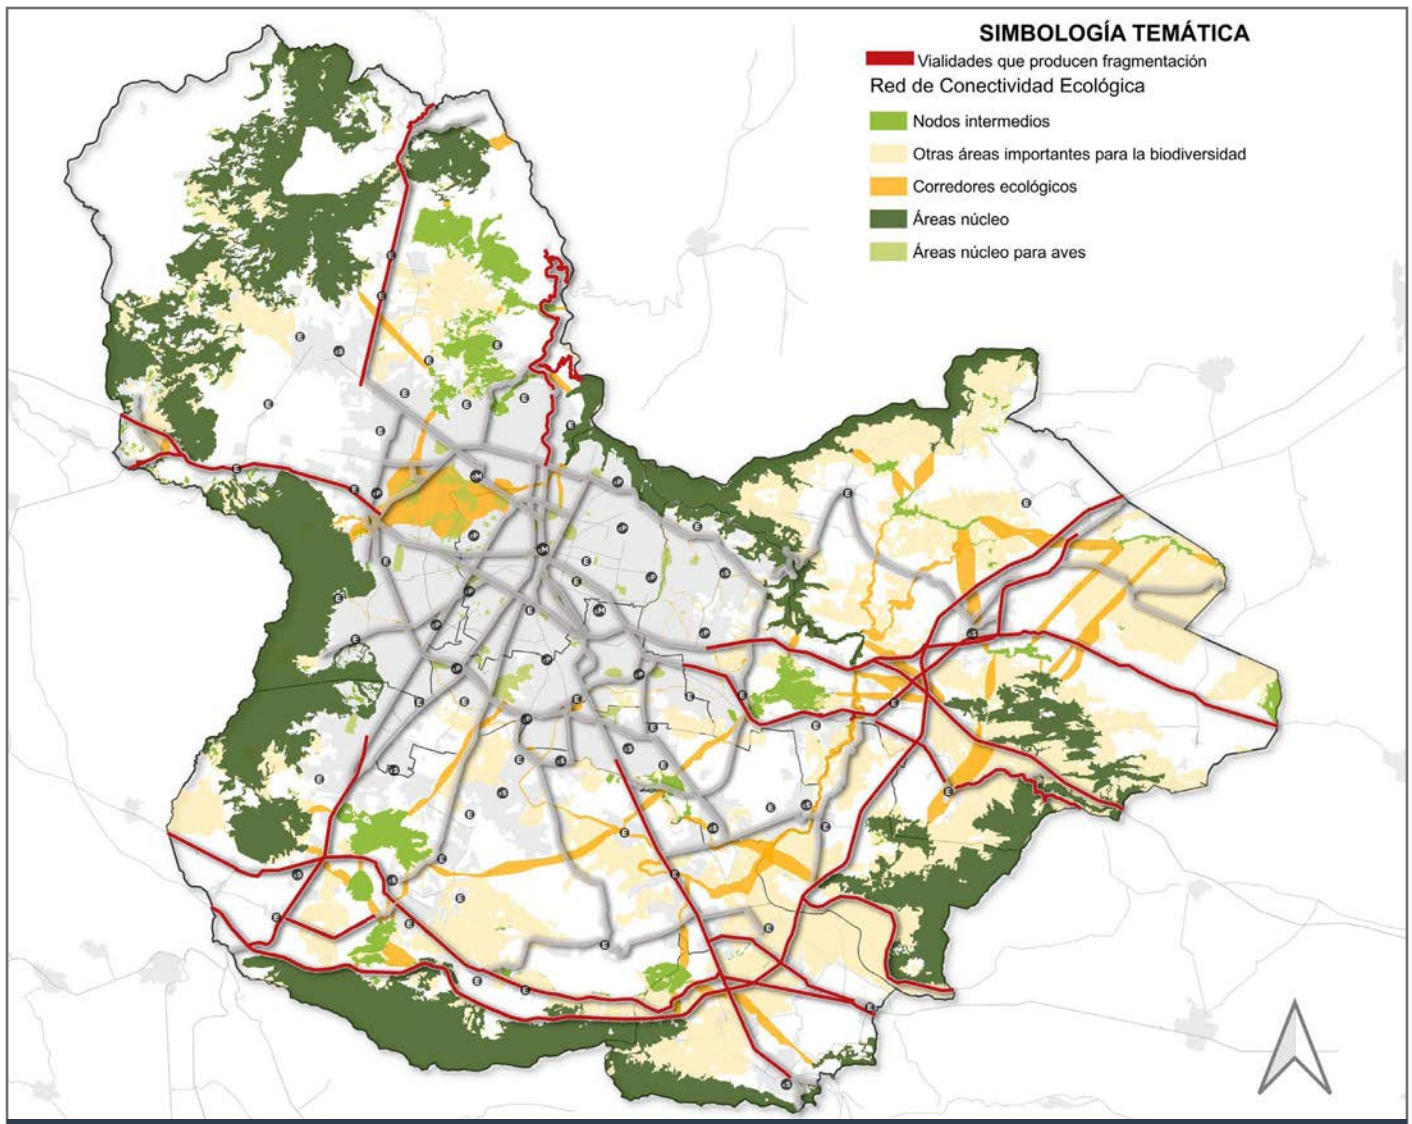 SIMBOLOGÍA TEMÁTICA
Vialidades que producen fragmentación
Red de Conectividad Ecológica
Nodos intermedios
Otras áreas importantes para la biodiversidad
Corredores ecológicos
Áreas núcleo
Áreas núcleo para aves